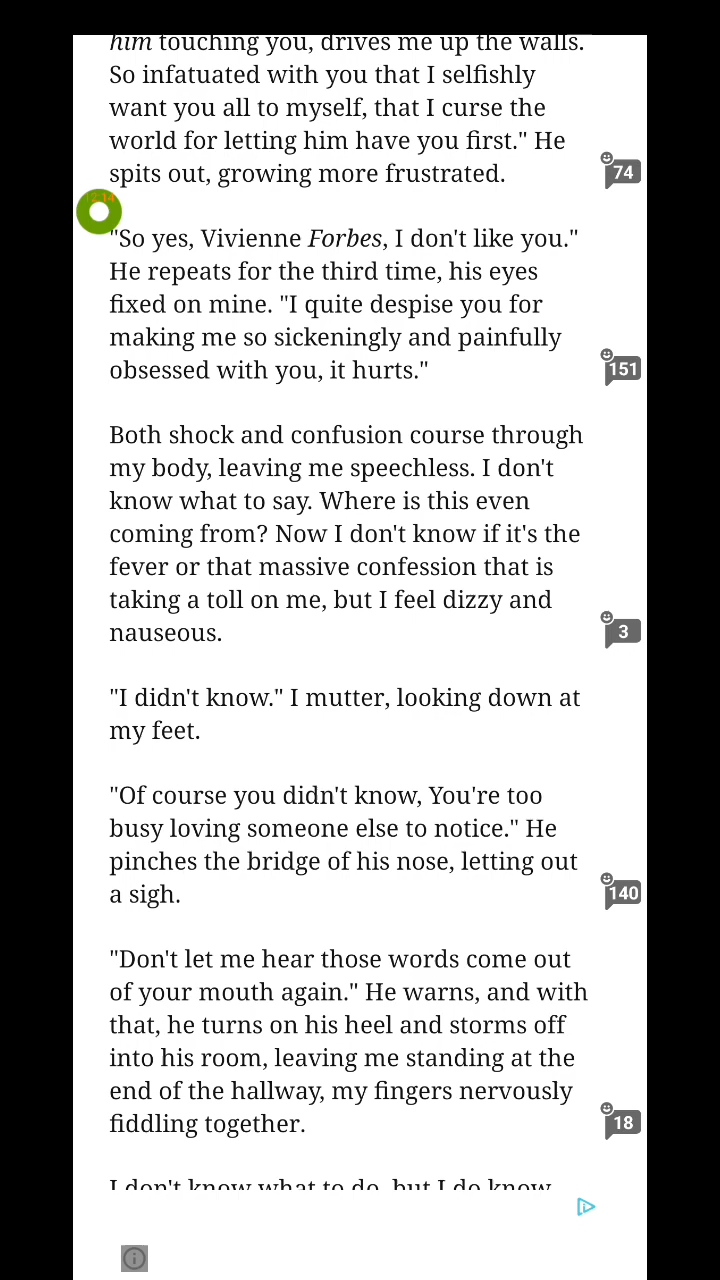 him touching you, drives me up the walls.
So infatuated with you that I selfishly
want you all to myself, that I curse the
world for letting him have you first." He
spits out, growing more frustrated.
74
12:14
"So yes, Vivienne Forbes, I don't like you."
He repeats for the third time, his eyes
fixed on mine. "I quite despise you for
making me so sickeningly and painfully
obsessed with you, it hurts."
151
Both shock and confusion course through
my body, leaving me speechless. I don't
know what to say. Where is this even
coming from? Now I don't know if it's the
fever or that massive confession that is
taking a toll on me, but I feel dizzy and
nauseous.
3
"I didn't know." I mutter, looking down at
my feet.
"Of course you didn't know, You're too
busy loving someone else to notice." He
pinches the bridge of his nose, letting out
a sigh.
140
"Don't let me hear those words come out
of your mouth again." He warns, and with
that, he turns on his heel and storms off
into his room, leaving me standing at the
end of the hallway, my fingers nervously
fiddling together.
18
I don't know what to do, but I do know